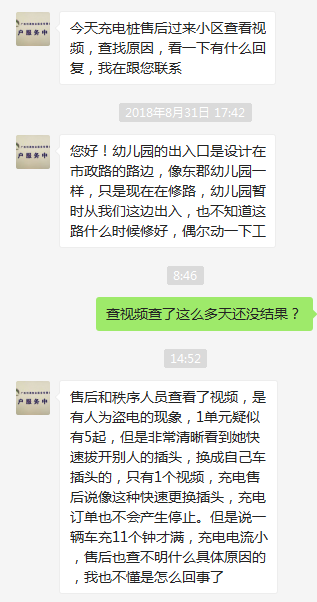 今天充电桩售后过来小区查看视
频，查找原因，看一下有什么回
复，我在跟您联系
2018年8月31日 17:42
您好！幼儿园的出入口是设计在
市政路的路边，像东郡幼儿园一
样，只是现在在修路，幼儿园暂
时从我们这边出入，也不知道这
路什么时候修好，偶尔动一下工
8:46
查视频查了这么多天还没结果？
14:52
售后和秩序人员查看了视频，是
有人为盗电的现象，1单元疑似
有5起，但是非常清晰看到她快
速拔开别人的插头，换成自己车
插头的，只有1个视频，充电售
后说像这种快速更换插头，充电
订单也不会产生停止。但是说一
辆车充11个钟才满，充电电流小
，售后也查不明什么具体原因的
，我也不懂是怎么回事了
户服务中
户服务中
户服务中